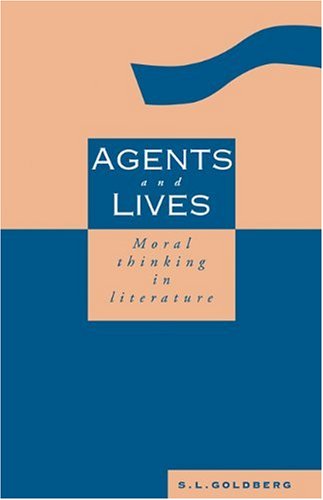 AGENTS
and
LIVES
Moral
thinking
in
literature
S.L.GOLDBERG